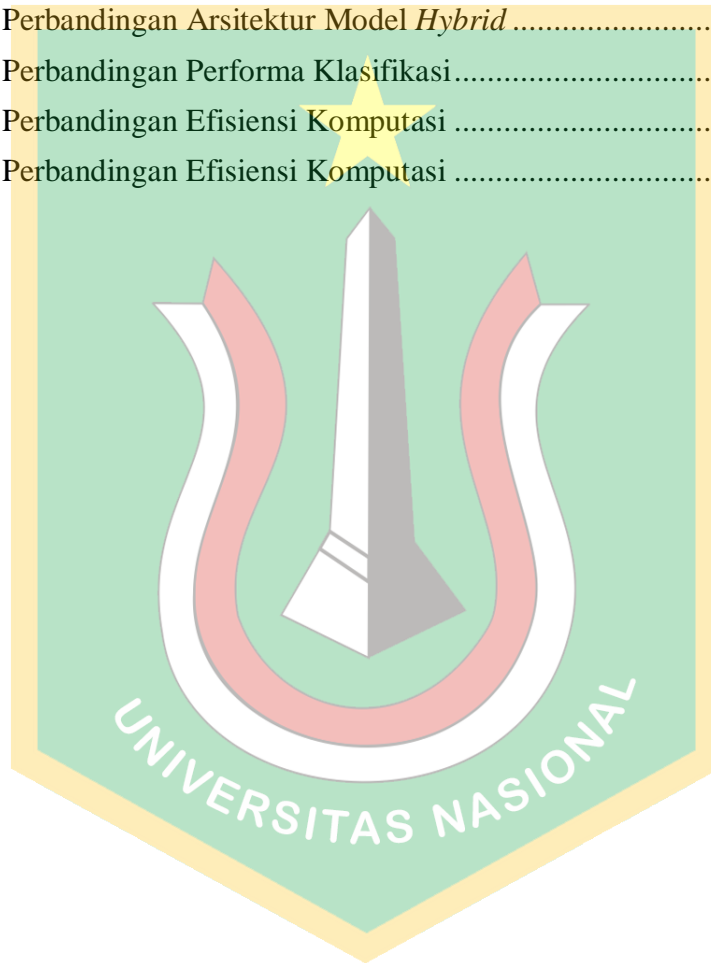 Perbandingan Arsitektur Model Hybrid ........................
Perbandingan Performa Klasifikasi...............................
Perbandingan Efisiensi Komputasi ...............................
Perbandingan Efisiensi Komputasi ...............................
UNIVERSITAS NASIONAL